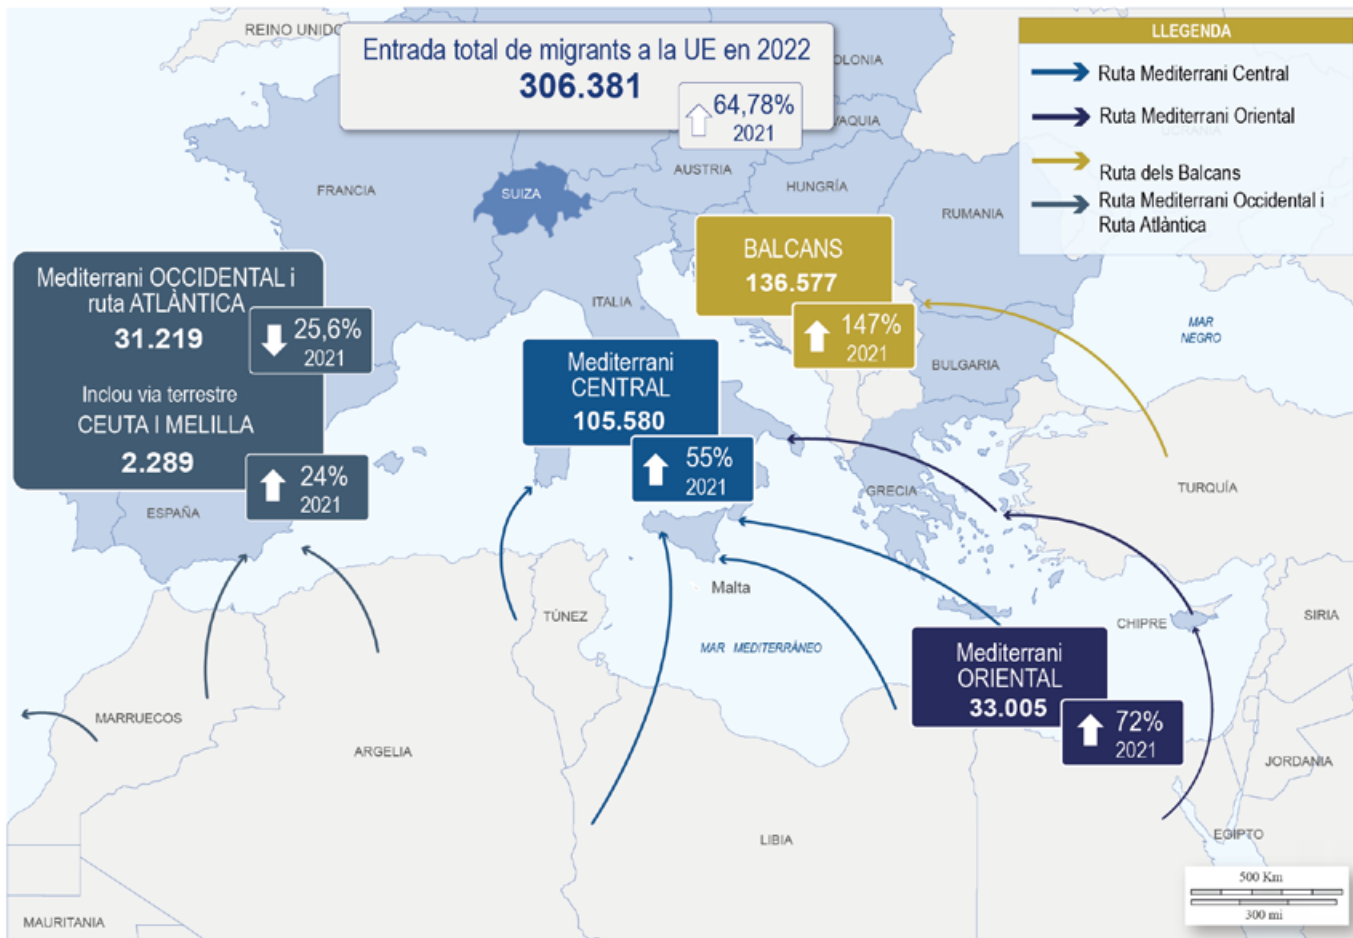 REINO UNIDO
Entrada total de migrants a la UE en 2022
306.381
64,78%
2021
LLEGENDA
Ruta Mediterrani Central
Ruta Mediterrani Oriental
Ruta dels Balcans
Ruta Mediterrani Occidental i
Ruta Atlàntica
AUSTRIA
HUNGRÍA
RUMANIA
FRANCIA
SUIZA
ITALIA
BALCANS
136.577
147%
2021
BULGARIA
MAR
NEGRO
Mediterrani OCCIDENTAL i
ruta ATLÀNTICA
31.219
25,6%
2021
Inclou via terrestre
CEUTA I MELILLA
2.289
24%
2021
Mediterrani
CENTRAL
105.580
55%
2021
ESPAÑA
GRECIA
TURQUÍA
Malta
TÚNEZ
CHIPRE
SIRIA
MAR MEDITERRÀNEO
Mediterrani
ORIENTAL
33.005
72%
2021
MARRUECOS
ARGELIA
JORDANIA
LIBIA
EGIPTO
MAURITANIA
500 Km
300 mi